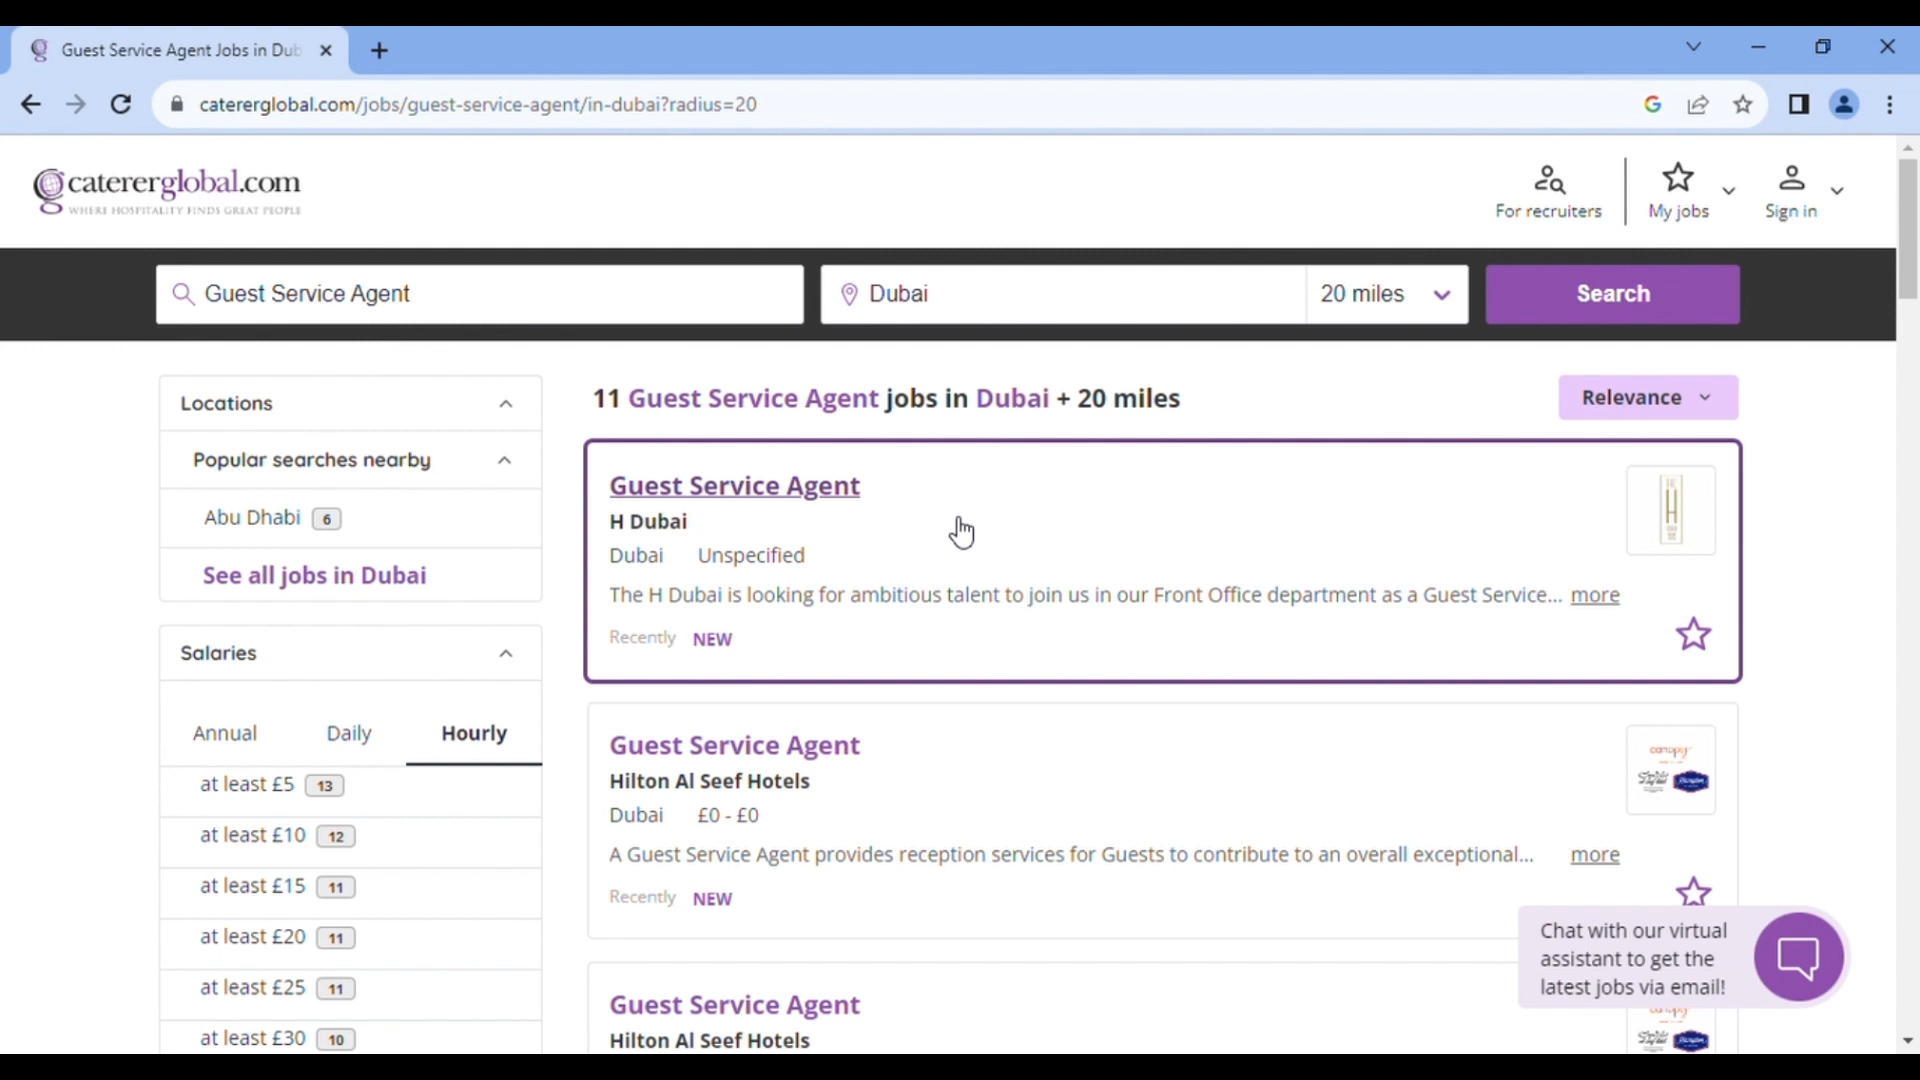 Guest Service Agent Jobs in Dub
catererglobal.com/jobs/guest-service-agent/in-dubai?radius=20
catererglobal.com
WHERE HOSPITALITY FINDS GREAT PEOPLE
For recruiters
My jobs
Sign in
Guest Service Agent
Dubai
20 miles
Search
Locations
Popular searches nearby
Abu Dhabi 6
See all jobs in Dubai
Salaries
Annual Daily Hourly
at least £5 13
at least £10 12
at least £15 11
at least £20 11
at least £25 11
at least £30 10
11 Guest Service Agent jobs in Dubai + 20 miles
Relevance
Guest Service Agent
H Dubai
Dubai Unspecified
The H Dubai is looking for ambitious talent to join us in our Front Office department as a Guest Service... more
Recently NEW
H
Guest Service Agent
Hilton Al Seef Hotels
Dubai £0 - £0
A Guest Service Agent provides reception services for Guests to contribute to an overall exceptional... more
Recently NEW
canopy
Guest Service Agent
Hilton Al Seef Hotels
Chat with our virtual
assistant to get the
latest jobs via email!